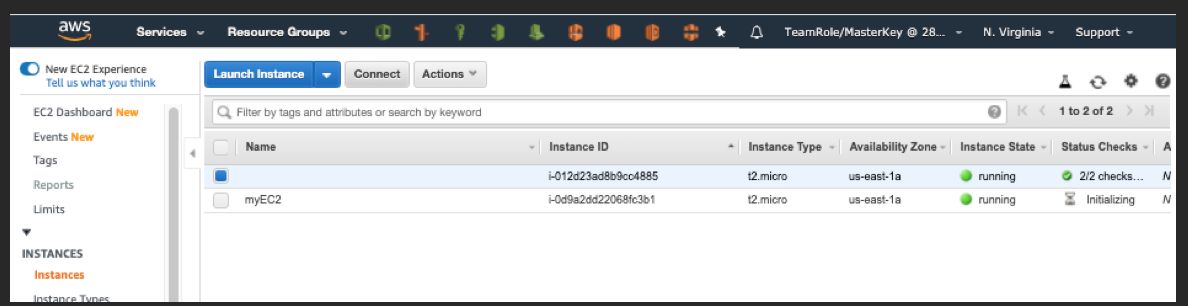 aws
Services
Resource Groups
TeamRole/MasterKey @ 28...
N. Virginia
Support
New EC2 Experience
Tell us what you think
EC2 Dashboard New
Events New
Tags
Reports
Limits
INSTANCES
Instances
Instance Types
Launch Instance
Connect
Actions
Filter by tags and attributes or search by keyword
1 to 2 of 2
Name Instance ID Instance Type Availability Zone Instance State Status Checks A
i-012d23ad8b9cc4885 t2.micro us-east-1a running 2/2 checks... N
myEC2 i-0d9a2dd22068fc3b1 t2.micro us-east-1a running Initializing N